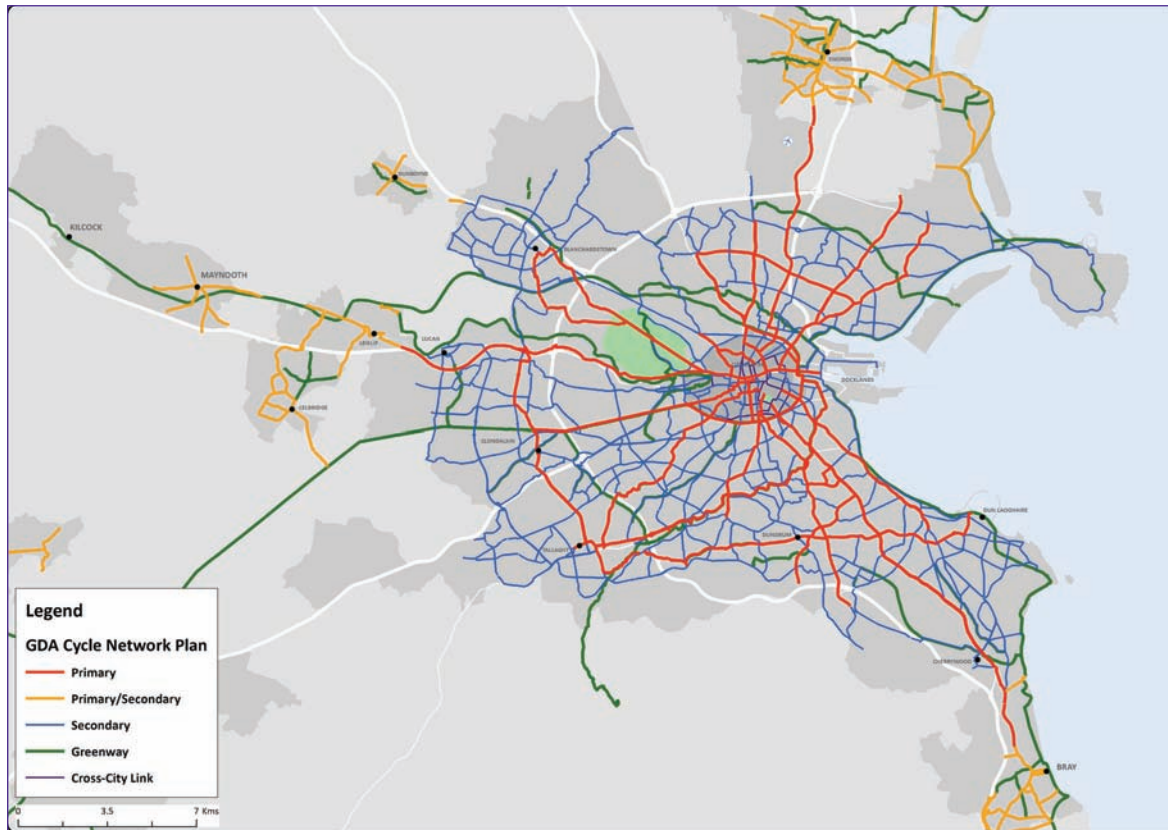 SWORDS
DUNBOYNE
KILCOCK
BLANCHARDSTOWN
MAYNOOTH
LEIXLIP
LUCAN
DOCKLANDS
CELBRIDGE
CLONDALKIN
DUN LAOGHAIRE
TALLAGHT
DUNDRUM
CHERRYWOOD
BRAY
Legend
GDA Cycle Network Plan
Primary
Primary/Secondary
Secondary
Greenway
Cross-City Link
0 3.5 7 Kms